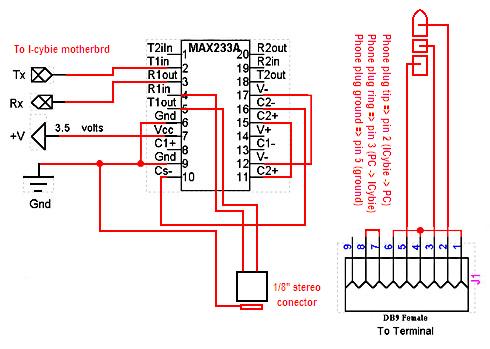 To I-cybie motherbrd
Tx
Rx
+V
3.5 volts
Gnd
MAX233A
T2iIn
T1in
R1out
R1in
T1out
Gnd
Vcc
C1+
Gnd
Cs-
1
2
3
4
5
6
7
8
9
10
20
19
18
17
16
15
14
13
12
11
R2out
R2in
T2out
V-
C2-
C2+
V+
C1-
V-
C2+
1/8" stereo
conector
Phone plug tip => pin 2 (ICybie -> PC)
Phone plug ring => pin 3 (PC -> ICybie)
Phone plug ground => pin 5 (ground)
9 8 7 6 5 4 3 2 1
J1
DB9 Female
To Terminal